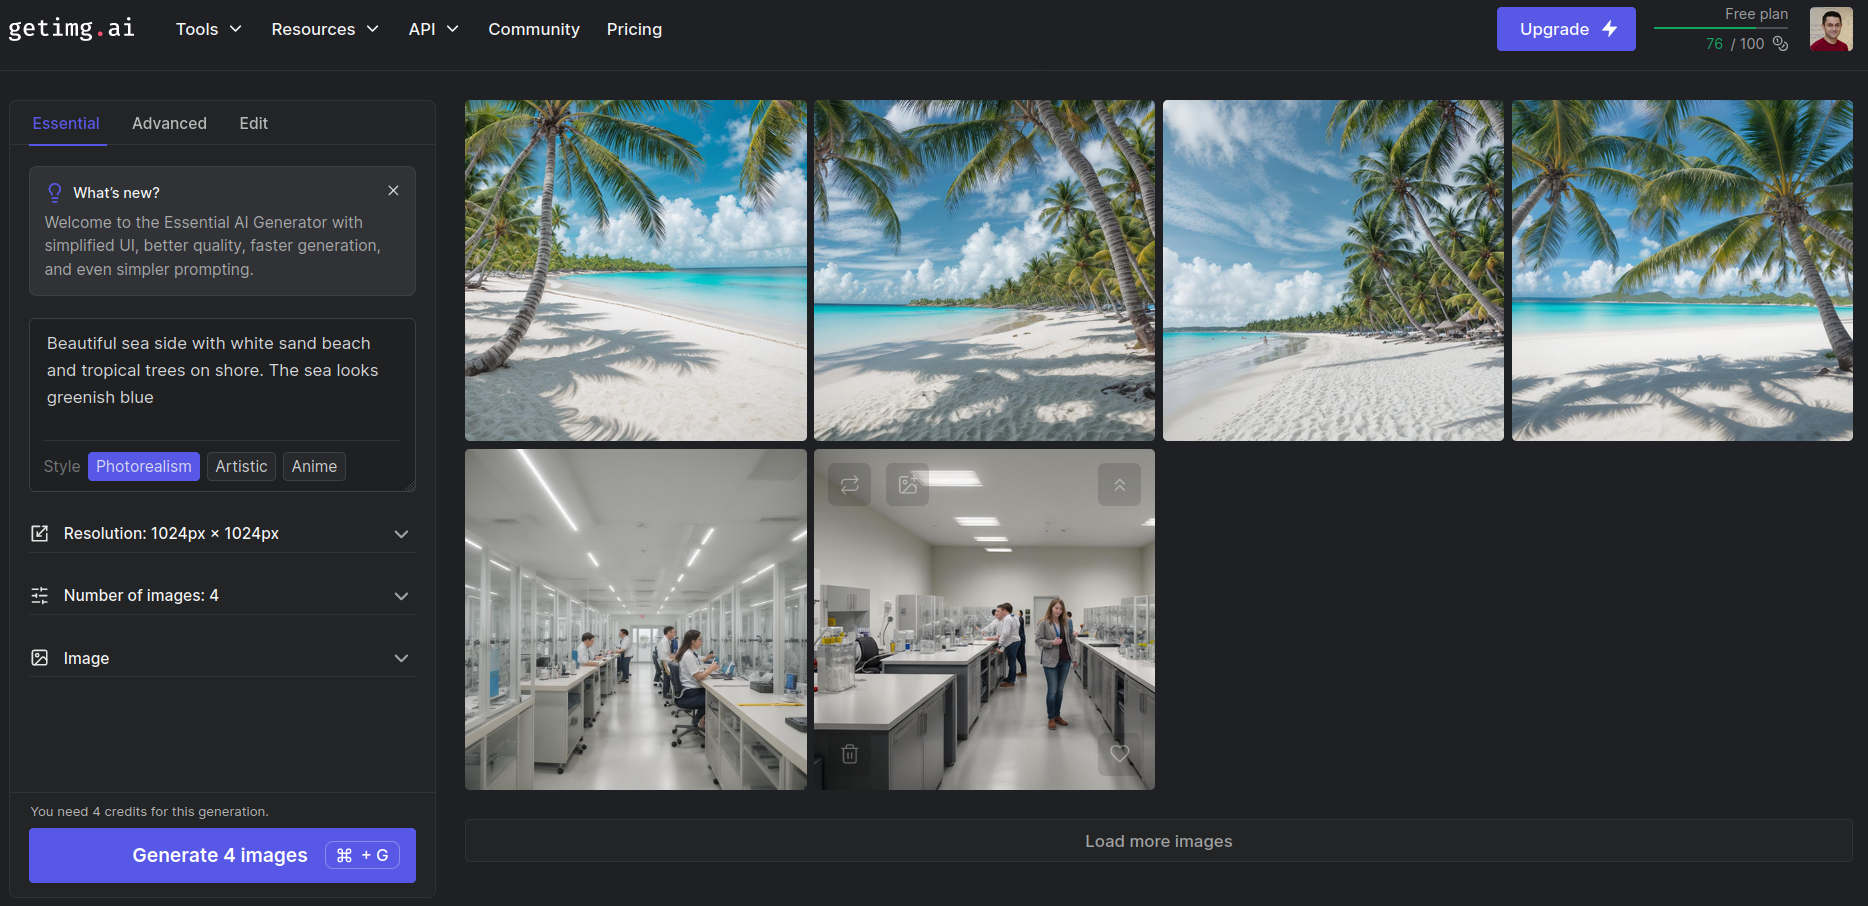 getimg.ai
Tools
Resources
API
Community
Pricing
Upgrade
Free plan
76 / 100
Essential
Advanced
Edit
What's new?
Welcome to the Essential AI Generator with
simplified UI, better quality, faster generation,
and even simpler prompting.
Beautiful sea side with white sand beach
and tropical trees on shore. The sea looks
greenish blue
Style Photorealism Artistic Anime
Resolution: 1024px × 1024px
Number of images: 4
Image
You need 4 credits for this generation.
Generate 4 images ⌘ + G
Load more images